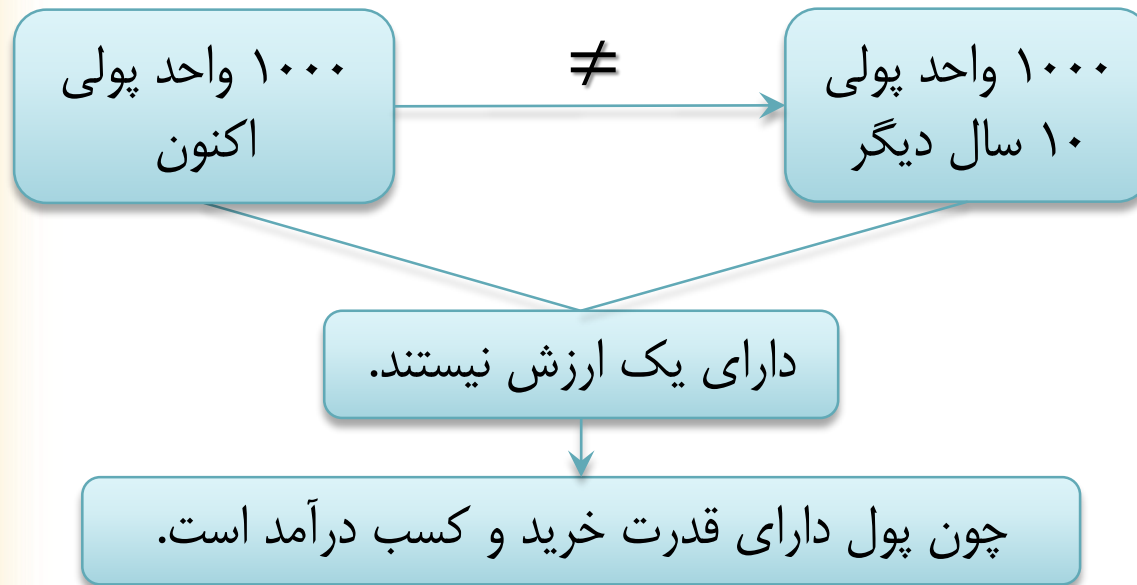 ۱۰۰۰ واحد پولی
اکنون
≠
۱۰۰۰ واحد پولی
۱۰ سال دیگر
دارای یک ارزش نیستند.
چون پول دارای قدرت خرید و کسب درآمد است.